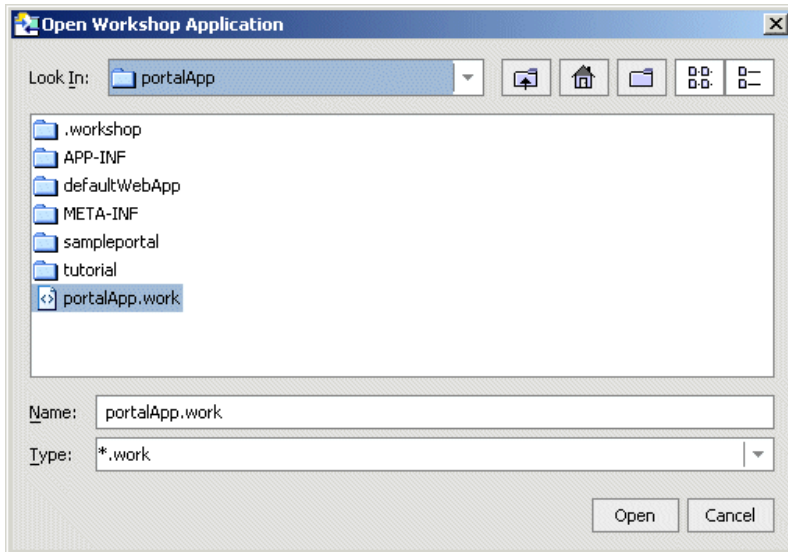 Open Workshop Application
Look In: portalApp
.workshop
APP-INF
defaultWebApp
META-INF
sampleportal
tutorial
portalApp.work
Name: portalApp.work
Type: *.work
Open Cancel